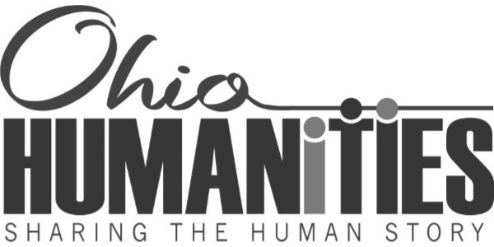 Ohio
HUMANiTiES
SHARING THE HUMAN STORY